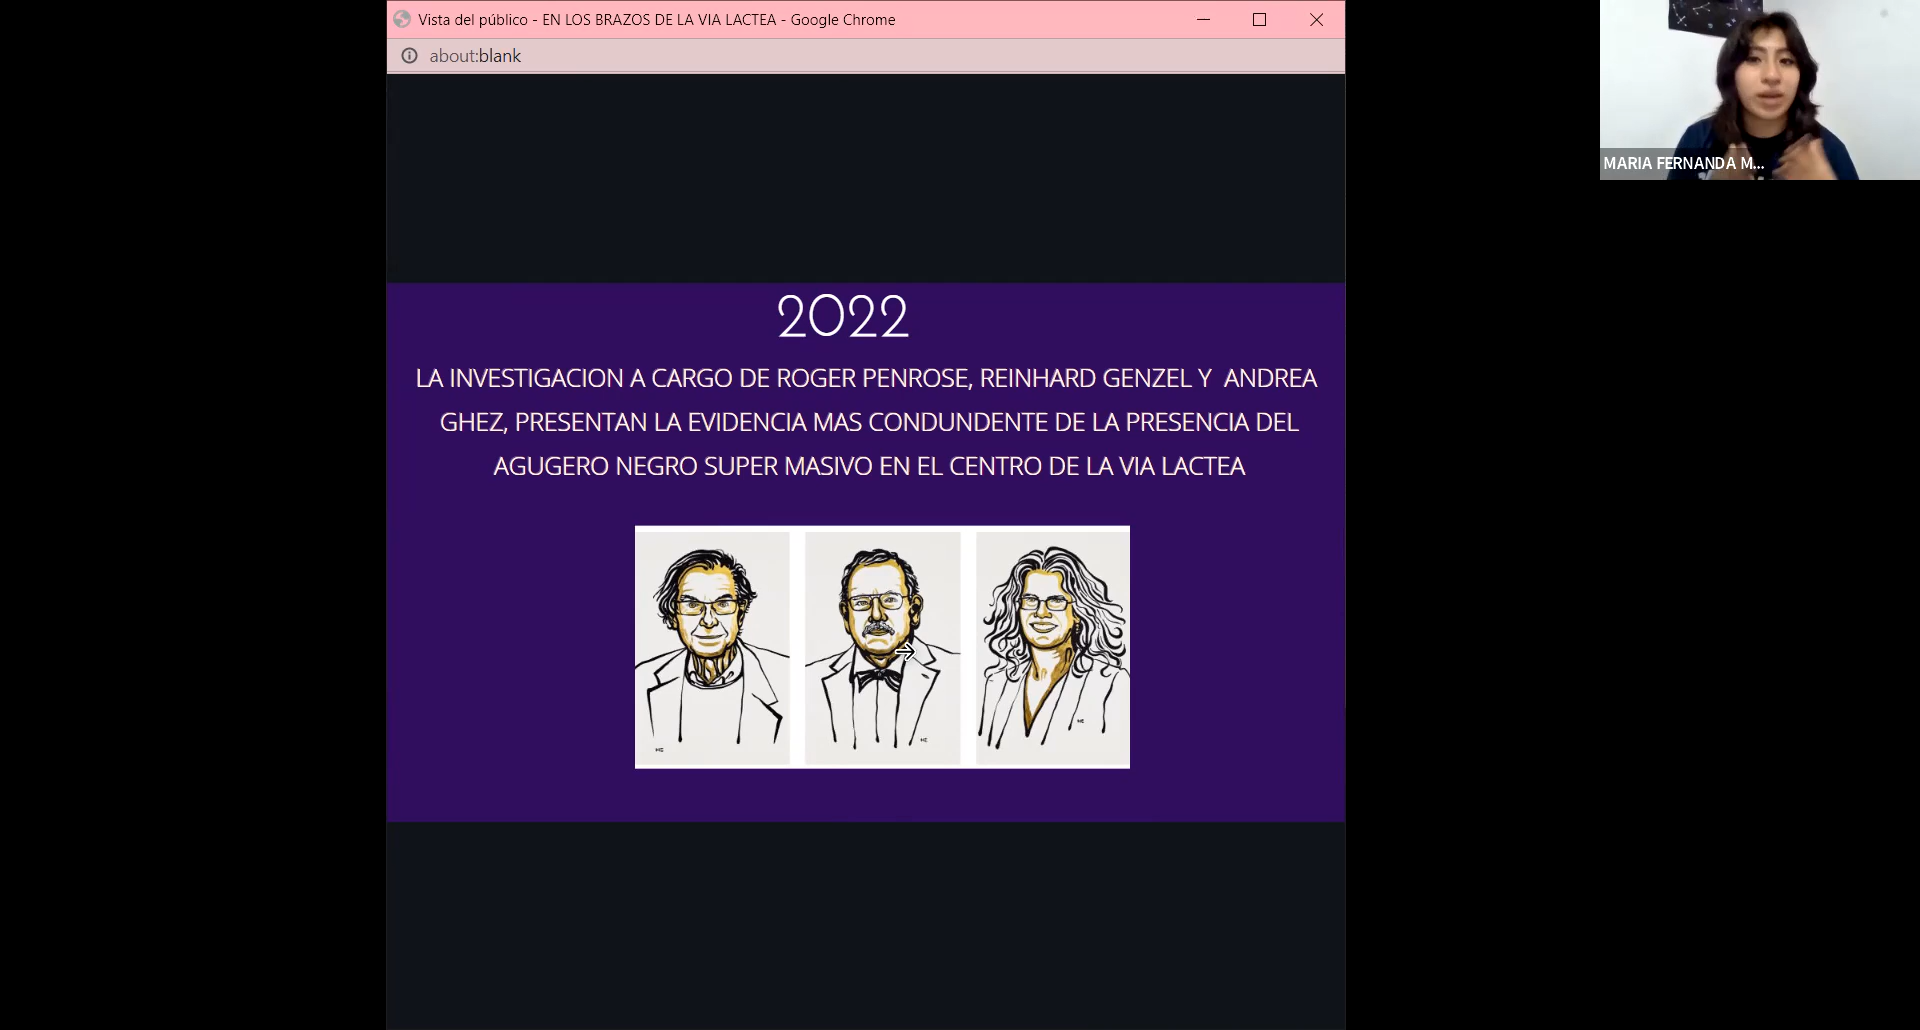 Vista del público - EN LOS BRAZOS DE LA VIA LACTEA - Google Chrome
about:blank
MARIA FERNANDA M...
2022
LA INVESTIGACION A CARGO DE ROGER PENROSE, REINHARD GENZEL Y ANDREA
GHEZ, PRESENTAN LA EVIDENCIA MAS CONDUNDENTE DE LA PRESENCIA DEL
AGUGERO NEGRO SUPER MASIVO EN EL CENTRO DE LA VIA LACTEA